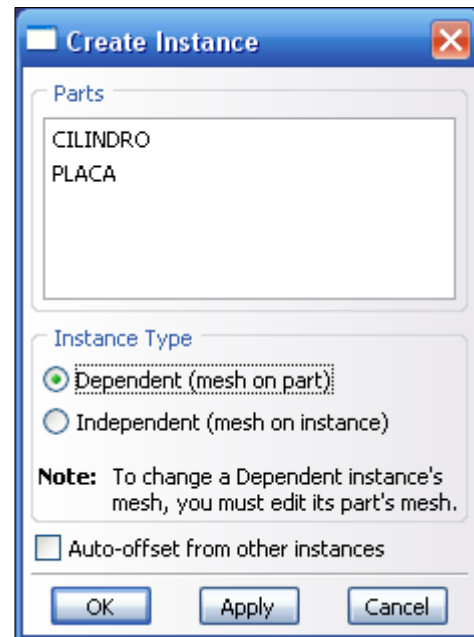 Create Instance
Parts
CILINDRO
PLACA
Instance Type
Dependent (mesh on part)
Independent (mesh on instance)
Note: To change a Dependent instance's
mesh, you must edit its part's mesh.
Auto-offset from other instances
OK Apply Cancel